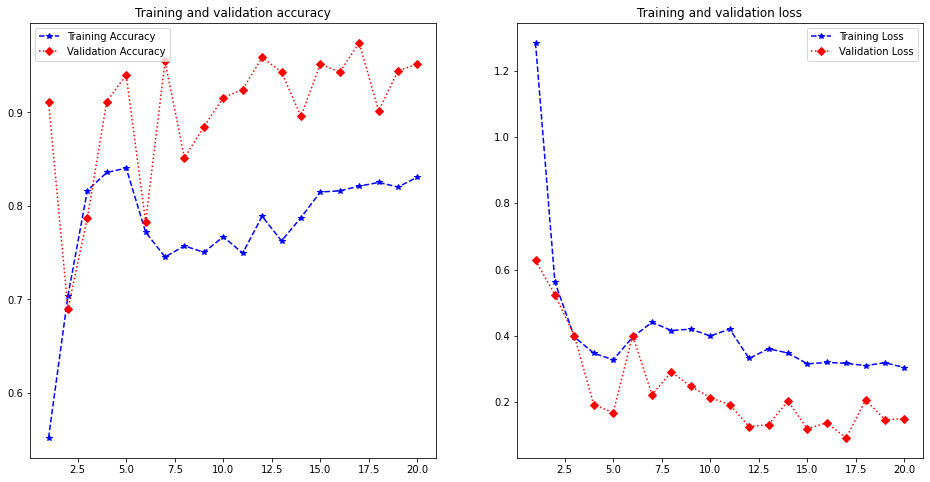 Training and validation accuracy
Training Accuracy
Validation Accuracy
0.9
0.8
0.7
0.6
2.5 5.0 7.5 10.0 12.5 15.0 17.5 20.0
Training and validation loss
Training Loss
Validation Loss
1.2
1.0
0.8
0.6
0.4
0.2
2.5 5.0 7.5 10.0 12.5 15.0 17.5 20.0